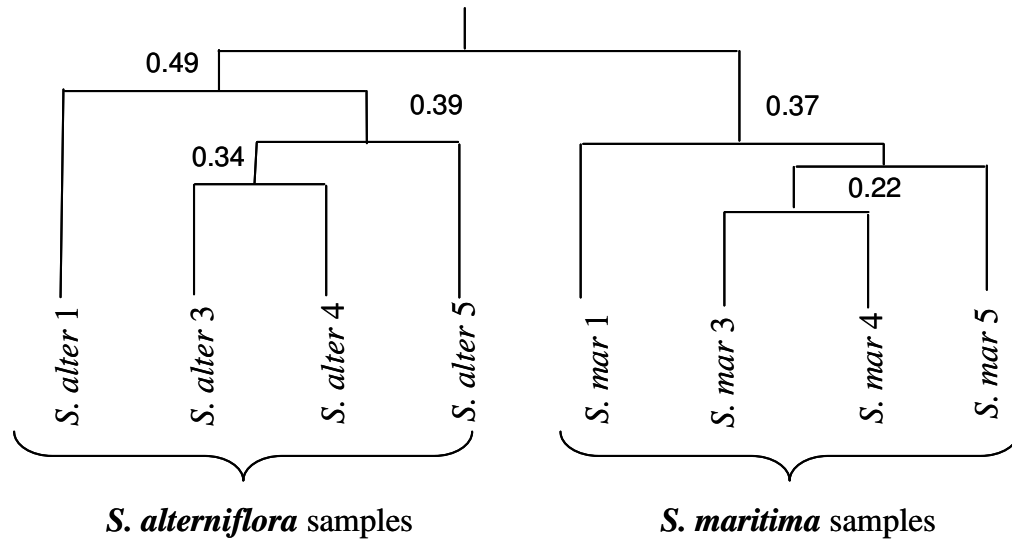 0.49
0.39
0.37
0.34
0.22
S. alter 1
S. alter 3
S. alter 4
S. alter 5
S. mar 1
S. mar 3
S. mar 4
S. mar 5
S. alterniflora samples
S. maritima samples